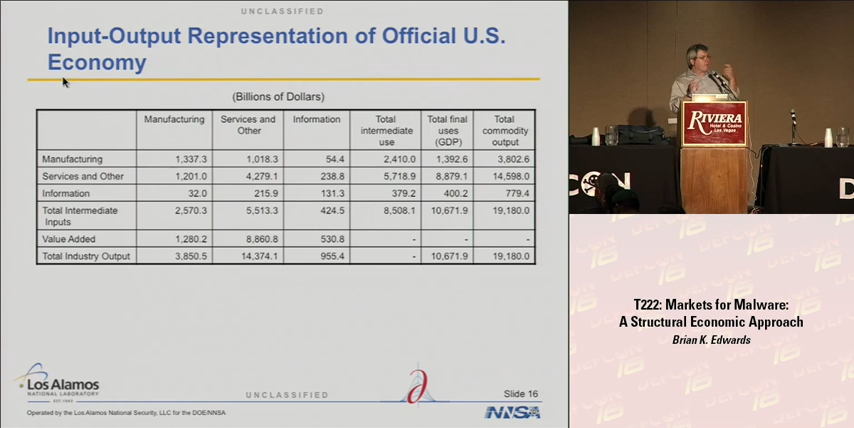 UNCLASSIFIED
Input-Output Representation of Official U.S.
Economy
(Billions of Dollars)
Manufacturing Services and Other Information Total intermediate use Total final uses (GDP) Total commodity output
Manufacturing 1,337.3 1,018.3 54.4 2,410.0 1,392.6 3,802.6
Services and Other 1,201.0 4,279.1 238.8 5,718.9 8,879.1 14,598.0
Information 32.0 215.9 131.3 379.2 400.2 779.4
Total Intermediate Inputs 2,570.3 5,513.3 424.5 8,508.1 10,671.9 19,180.0
Value Added 1,280.2 8,860.8 530.8 - - -
Total Industry Output 3,850.5 14,374.1 955.4 - 10,671.9 19,180.0
Los Alamos
NATIONAL LABORATORY
EST. 1943
UNCLASSIFIED
Slide 16
Operated by the Los Alamos National Security, LLC for the DOE/NNSA
NNSA
RIVIERA
Hotel & Casino
Las Vegas
CON
D
T222: Markets for Malware:
A Structural Economic Approach
Brian K. Edwards
DEFCON
16